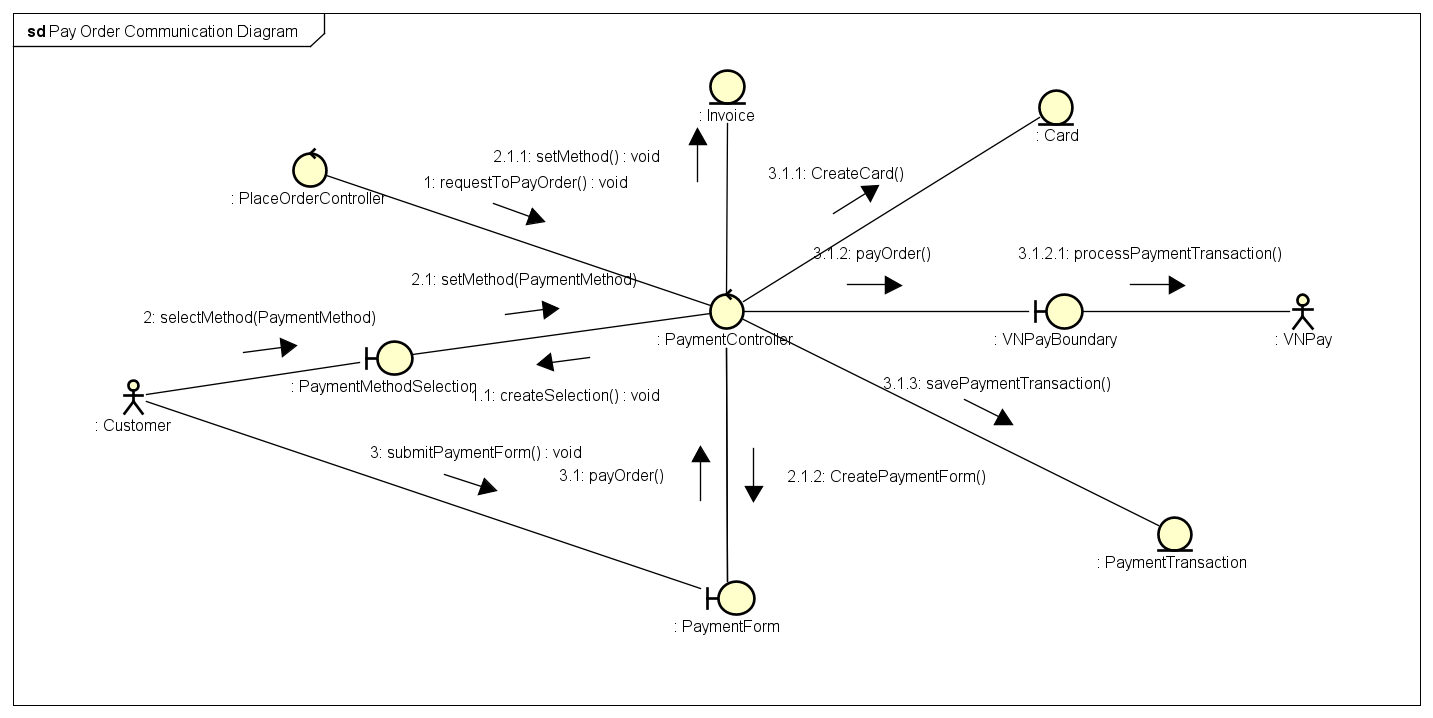 sd Pay Order Communication Diagram
: Invoice
: Card
2.1.1: setMethod() : void
3.1.1: CreateCard()
1: requestToPayOrder() : void
: PlaceOrderController
3.1.2: payOrder()
3.1.2.1: processPaymentTransaction()
2.1: setMethod(PaymentMethod)
2: selectMethod(PaymentMethod)
: PaymentController
: VNPayBoundary
: VNPay
: PaymentMethodSelection
1.1: createSelection() : void
3.1.3: savePaymentTransaction()
: Customer
3: submitPaymentForm() : void
3.1: payOrder()
2.1.2: CreatePaymentForm()
: PaymentTransaction
: PaymentForm